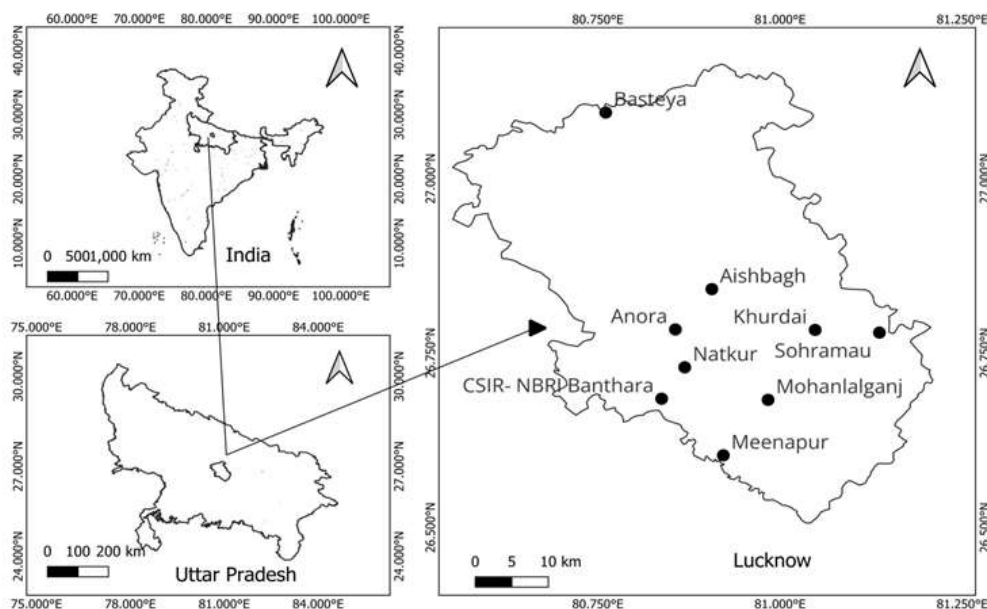 60.000°E 70.000°E 80.000°E 90.000°E 100.000°E
40.000°N
30.000°N
20.000°N
10.000°N
40.000°N
30.000°N
20.000°N
10.000°N
India
0 5001,000 km
60.000°E 70.000°E 80.000°E 90.000°E 100.000°E
75.000°E 78.000°E 81.000°E 84.000°E
30.000°N
27.000°N
24.000°N
30.000°N
27.000°N
24.000°N
0 100 200 km
Uttar Pradesh
75.000°E 78.000°E 81.000°E 84.000°E
80.750°E 81.000°E 81.250°E
27.000°N
26.750°N
26.500°N
27.000°N
26.750°N
26.500°N
Basteya
Aishbagh
Anora
Khurdai
Sohramau
Natkur
CSIR- NBRI Banthara
Mohanlalganj
Meenapur
0 5 10 km
Lucknow
80.750°E 81.000°E 81.250°E